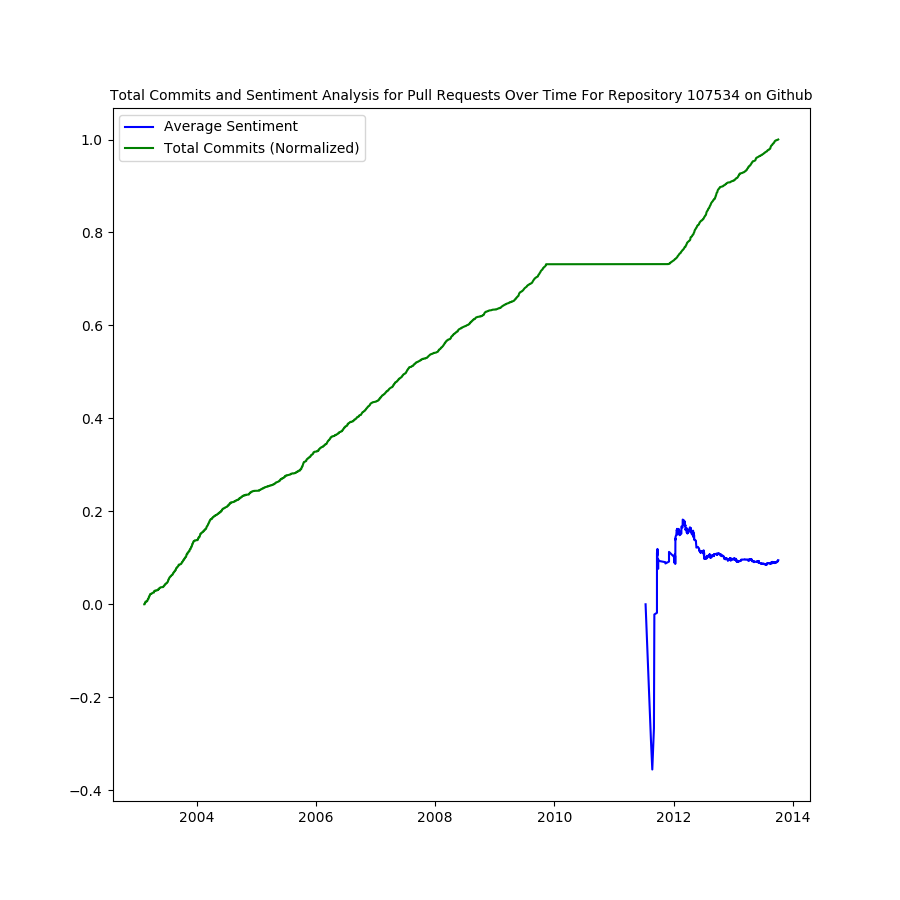 Total Commits and Sentiment Analysis for Pull Requests Over Time For Repository 107534 on Github
Average Sentiment
Total Commits (Normalized)
1.0
0.8
0.6
0.4
0.2
0.0
−0.2
−0.4
2004 2006 2008 2010 2012 2014